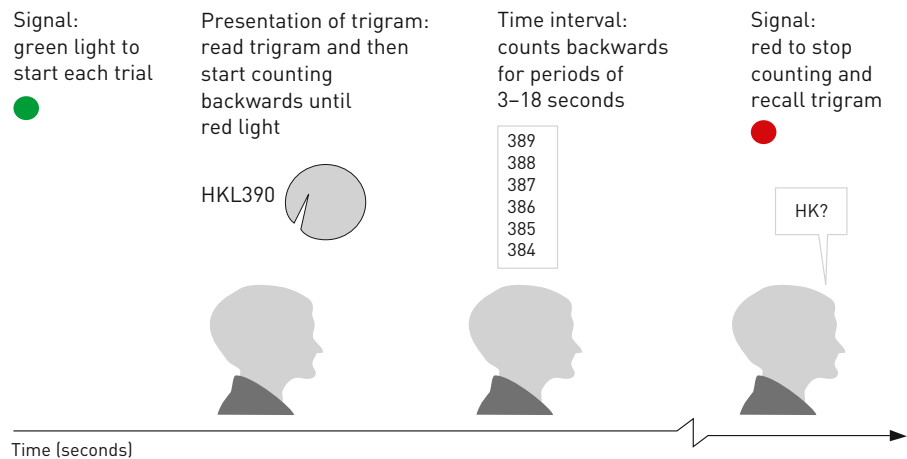 Signal:
green light to
start each trial
Presentation of trigram:
read trigram and then
start counting
backwards until
red light
HKL390
Time interval:
counts backwards
for periods of
3–18 seconds
389
388
387
386
385
384
Signal:
red to stop
counting and
recall trigram
HK?
Time (seconds)